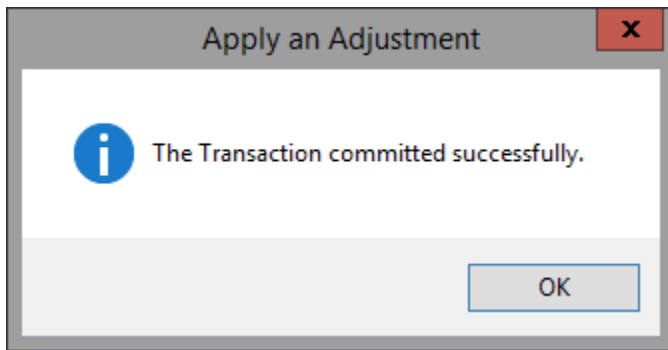 Apply an Adjustment
x
The Transaction committed successfully.
OK